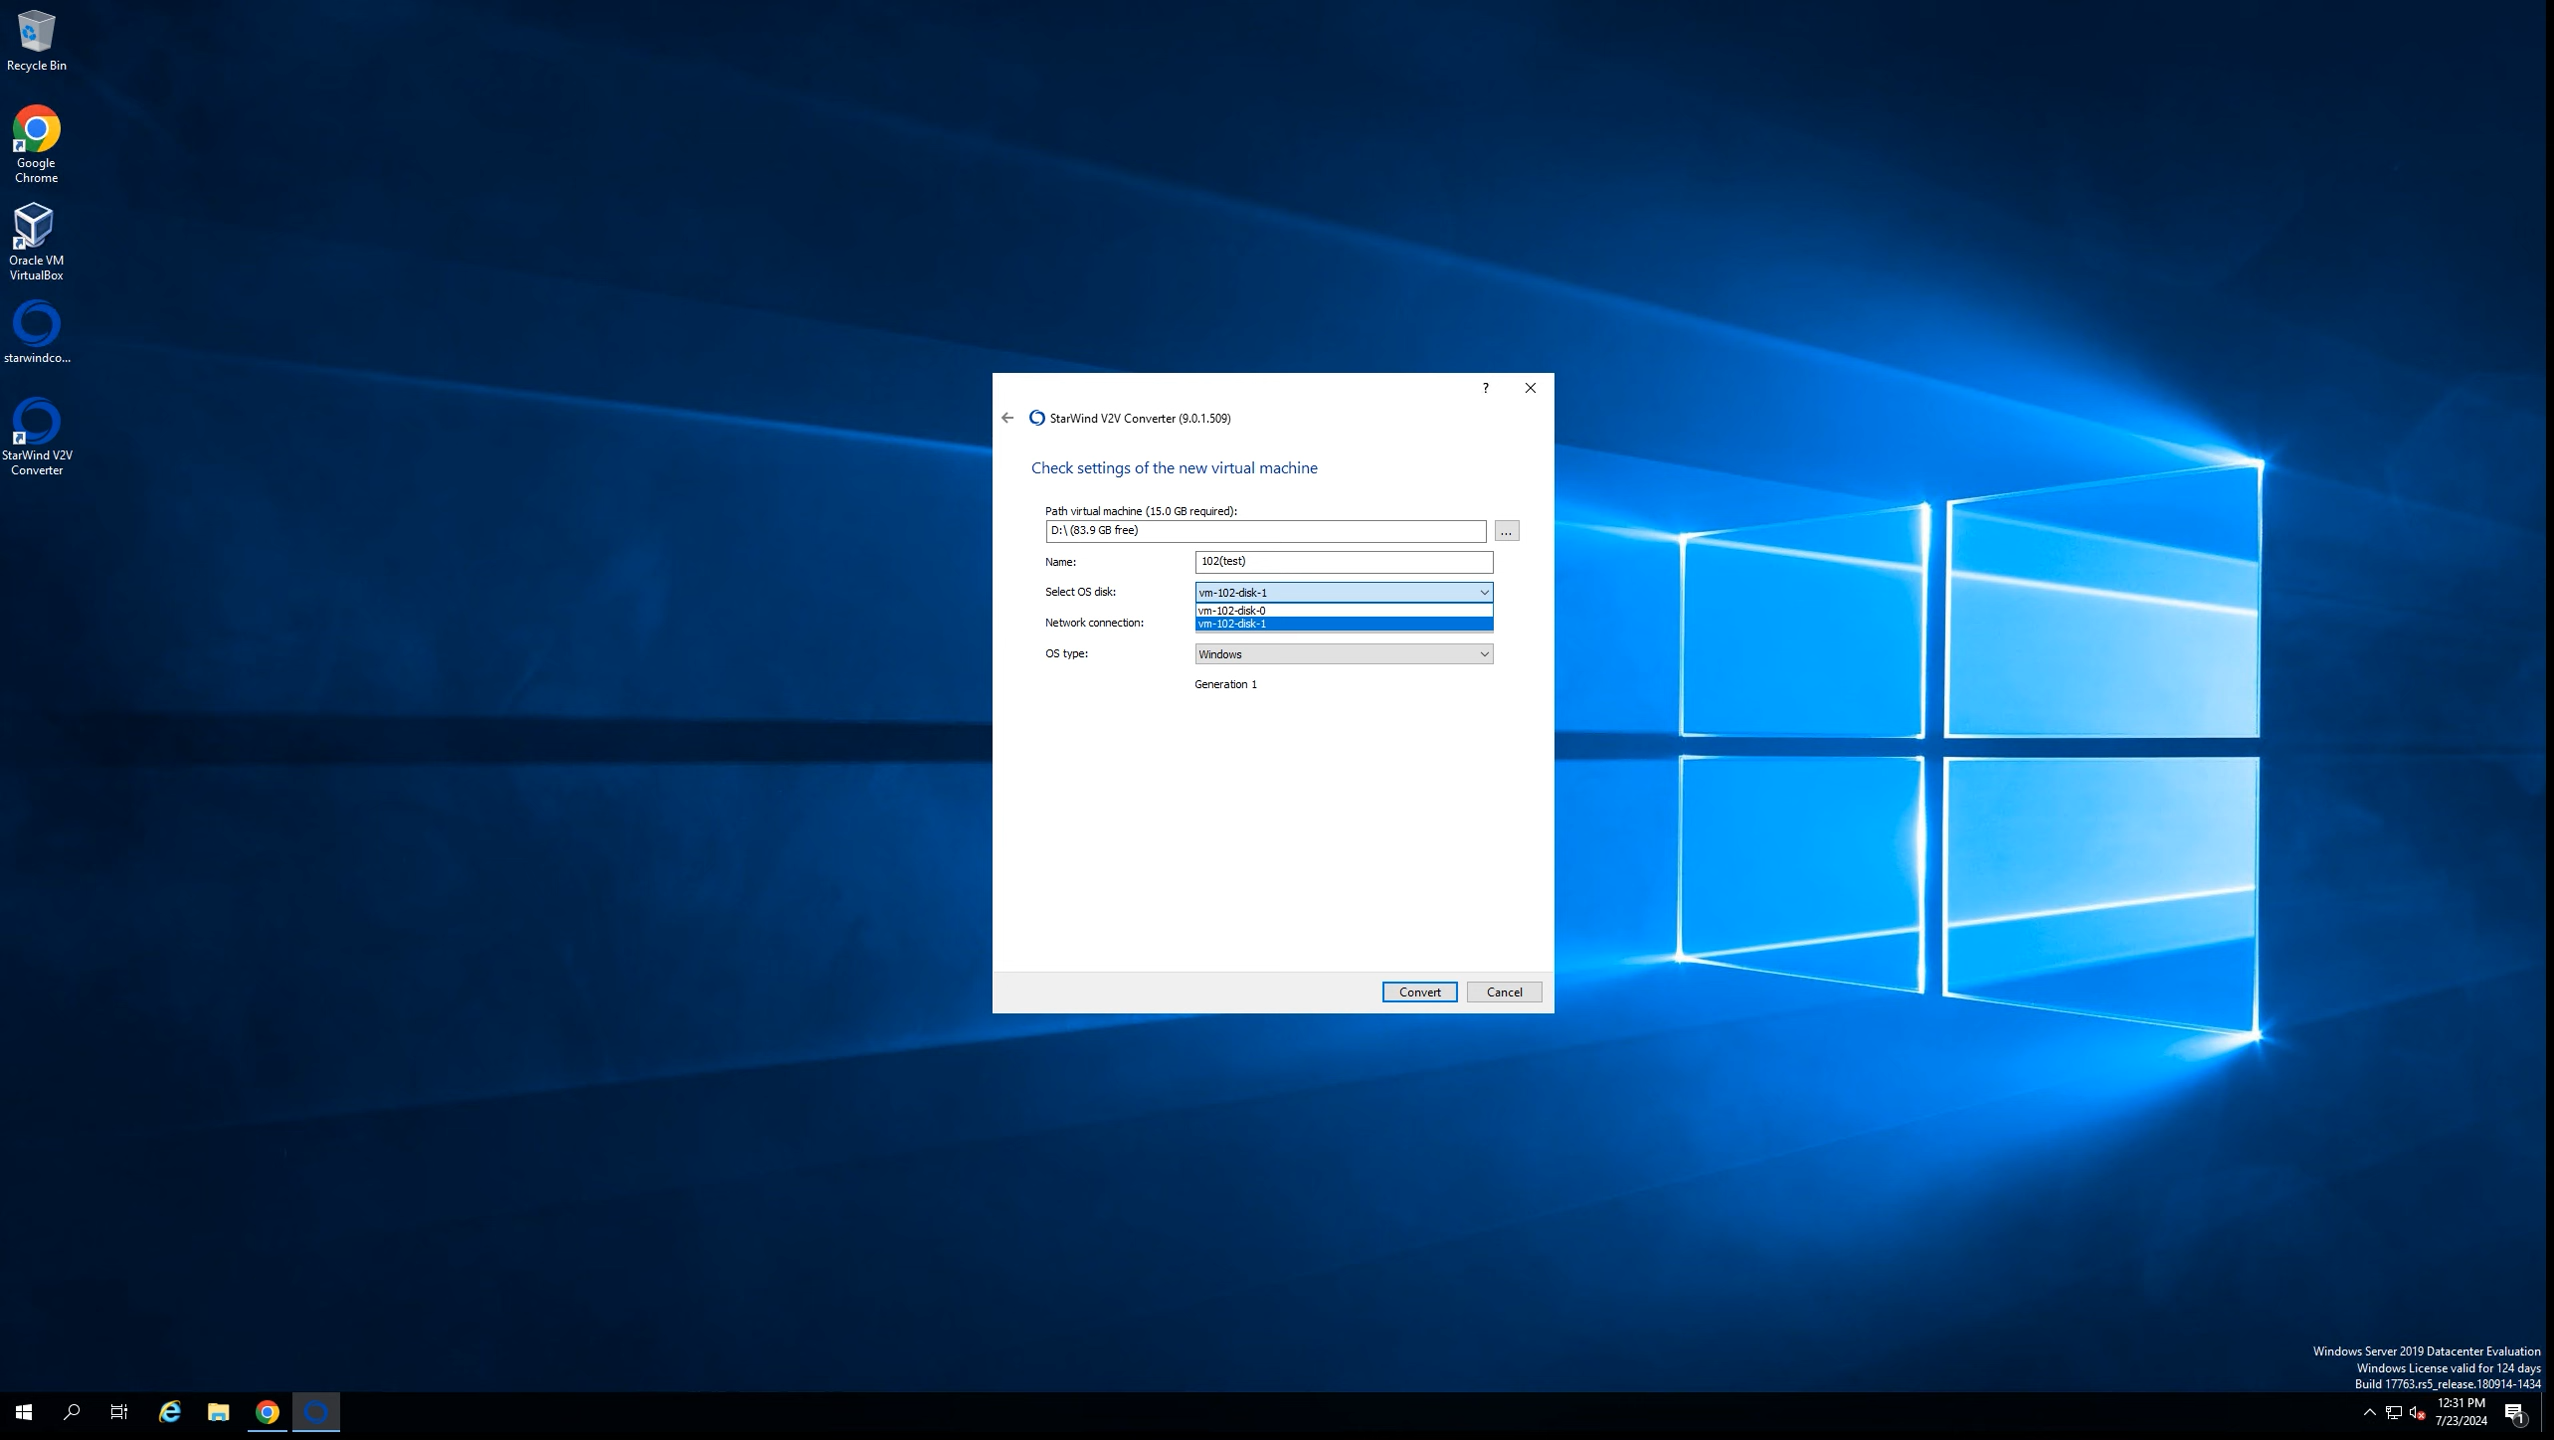 Recycle Bin
Google
Chrome
Oracle VM
VirtualBox
starwindco...
StarWind V2V
Converter
?
StarWind V2V Converter (9.0.1.509)
Check settings of the new virtual machine
Path virtual machine (15.0 GB required):
D:\ (83.9 GB free)
...
Name:
102(test)
Select OS disk:
vm-102-disk-1
vm-102-disk-0
vm-102-disk-1
Network connection:
OS type:
Windows
Generation 1
Convert
Cancel
Windows Server 2019 Datacenter Evaluation
Windows License valid for 124 days
Build 17763.rs5_release.180914-1434
12:31 PM
7/23/2024
1